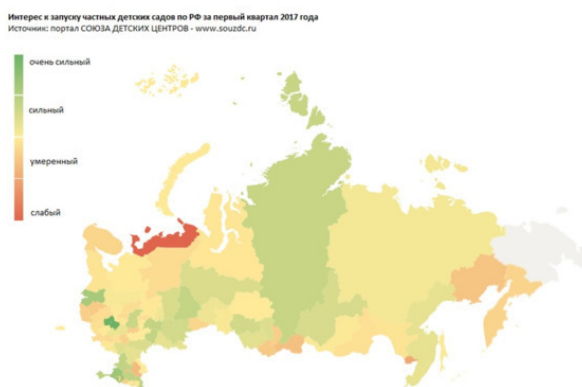 Интерес к запуску частных детских садов по РФ за первый квартал 2017 года
Источник: портал СОЮЗА ДЕТСКИХ ЦЕНТРОВ - www.souzdc.ru
очень сильный
сильный
умеренный
слабый